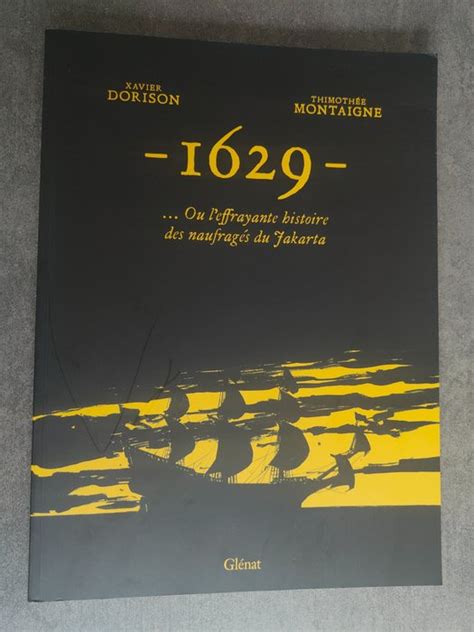 XAVIER
DORISON
THIMOTHÉE
MONTAIGNE
– 1629 –
... Ou l'effrayante histoire
des naufragés du Jakarta
Glénat